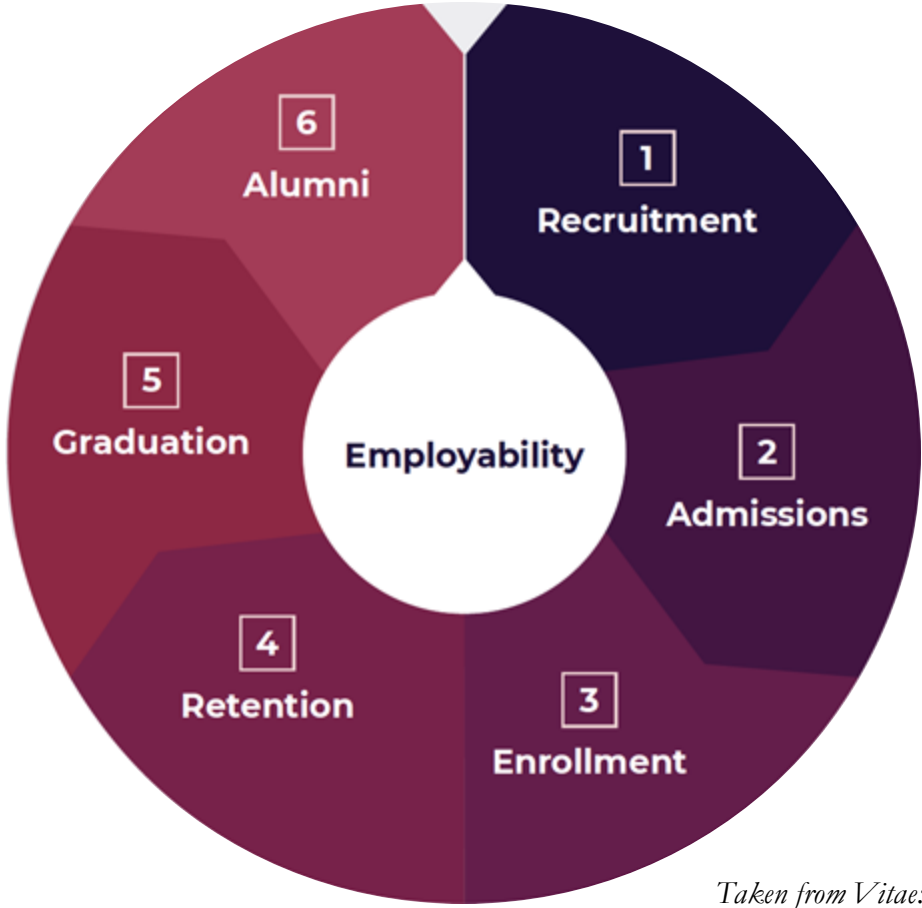 1
Recruitment
2
Admissions
3
Enrollment
4
Retention
5
Graduation
6
Alumni
Employability
Taken from Vitae: